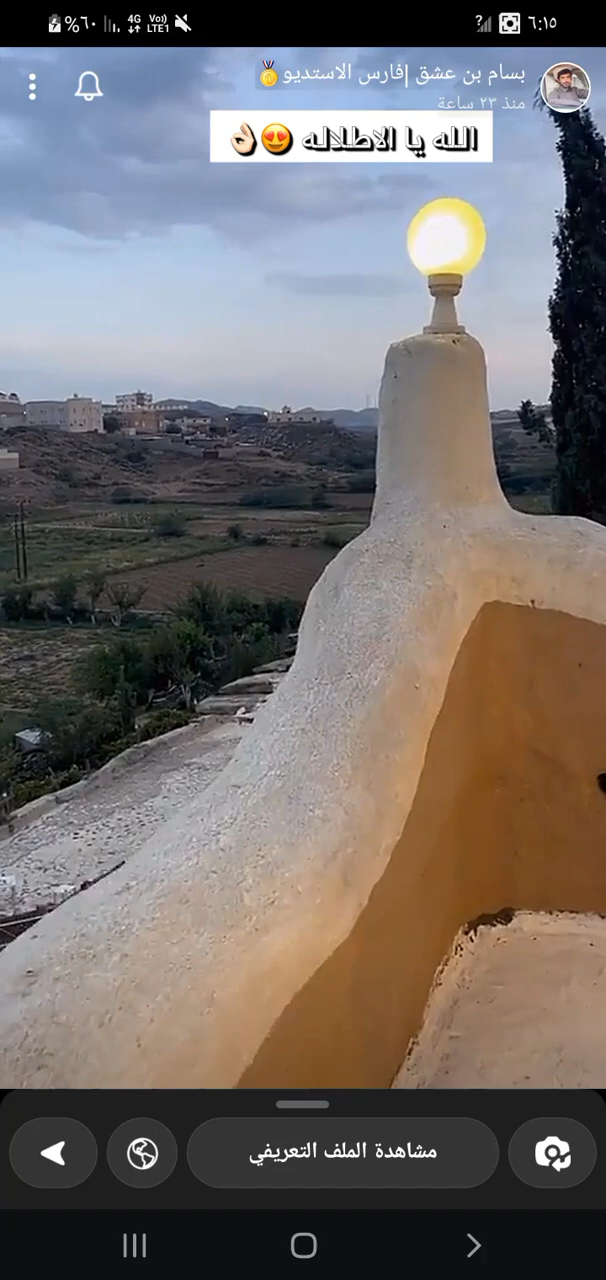 ٦:١٥
%٦٠
4G
Vo))
LTE1
بسام بن عشق |فارس الاستديو🏅
منذ ٢٣ ساعة
الله يا الاطلاله 😍👌🏻
مشاهدة الملف التعريفي